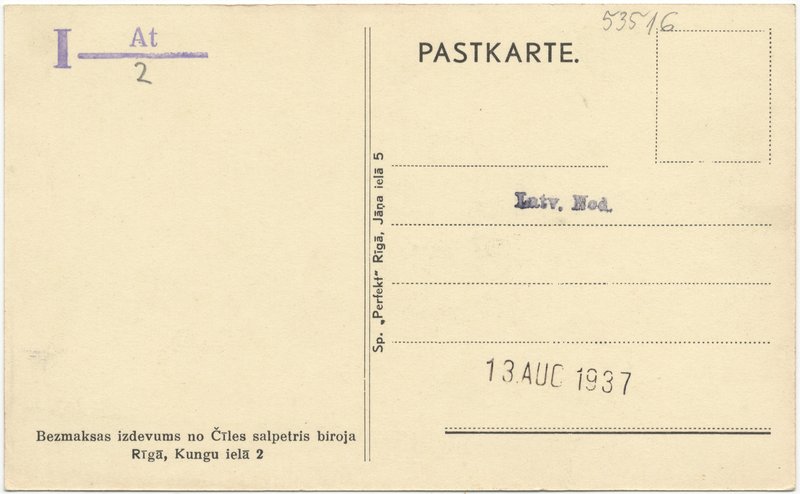 I At
2
53516
PASTKARTE.
Latv. Nod.
Sp. „Perfekt“ Rīgā, Jāņa ielā 5
13.AUG 1937
Bezmaksas izdevums no Čīles salpetris biroja
Rīgā, Kungu ielā 2